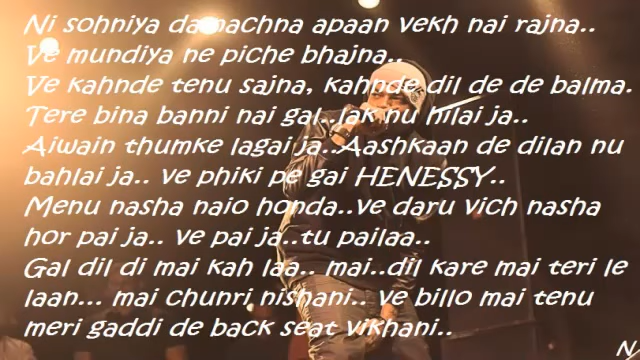 Ni sohniya da nachna apaan vekh nai rajna..
Ve mundiya ne piche bhajna..
Ve kahnde tenu sajna, kahnde dil de de balma.
Tere bina banni nai gal..lak nu hilai ja..
Aiwain thumke lagai ja..Aashkaan de dilan nu
bahlai ja.. ve phiki pe gai HENESSY..
Menu nasha naio honda..ve daru vich nasha
hor pai ja.. ve pai ja..tu pailaa..
Gal dil di mai kah laa.. mai..dil kare mai teri le
laan... mai chunri nishani.. ve billo mai tenu
meri gaddi de back seat vikhani..